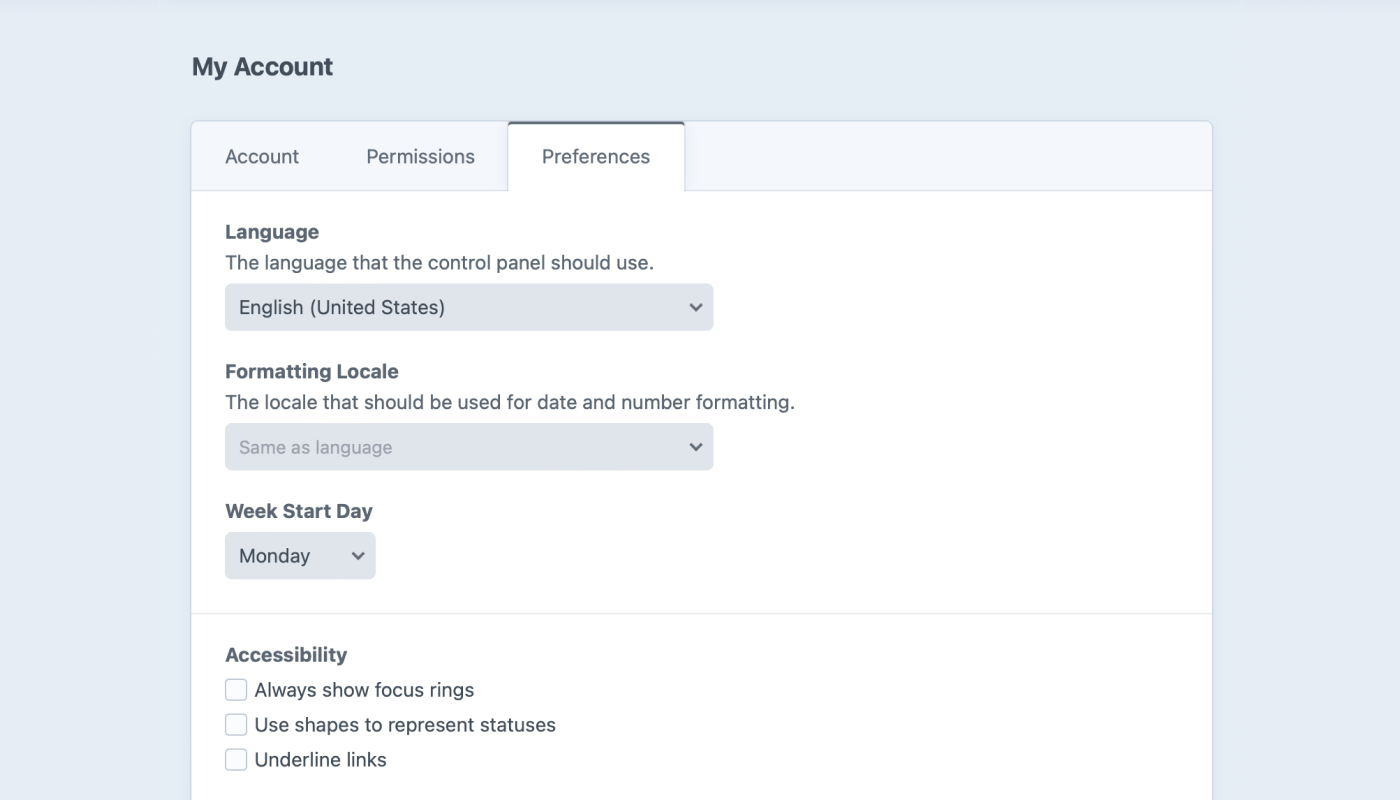 My Account
Account Permissions Preferences
Language
The language that the control panel should use.
English (United States)
Formatting Locale
The locale that should be used for date and number formatting.
Same as language
Week Start Day
Monday
Accessibility
Always show focus rings
Use shapes to represent statuses
Underline links